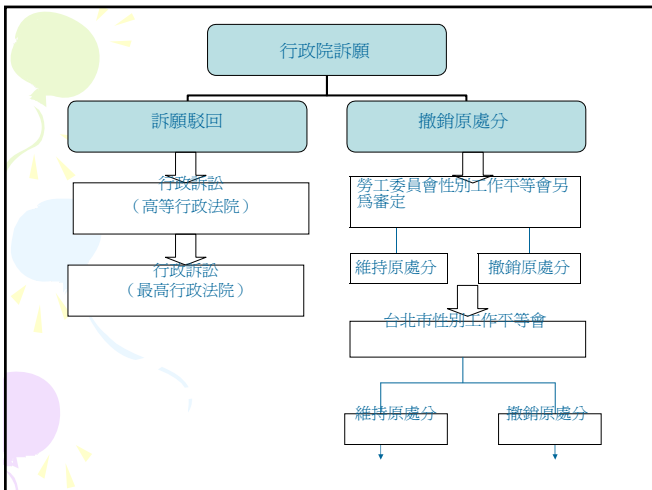 行政院訴願
訴願駁回
撤銷原處分
行政訴訟
（高等行政法院）
勞工委員會性別工作平等會另
為審定
行政訴訟
（最高行政法院）
維持原處分
撤銷原處分
台北市性別工作平等會
維持原處分
撤銷原處分